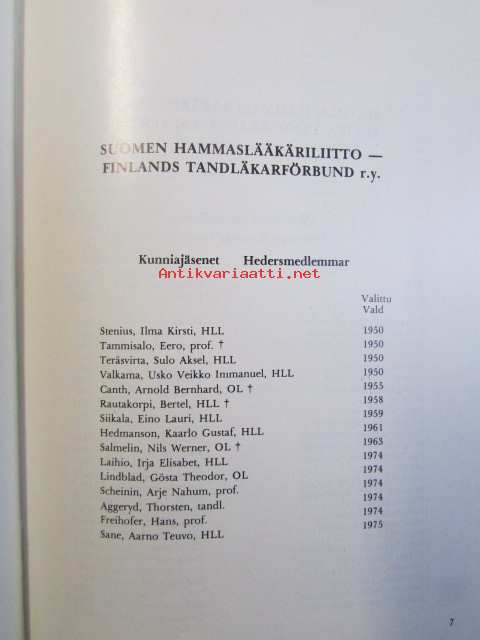 SUOMEN HAMMASLÄÄKÄRILIITTO —
FINLANDS TANDLÄKARFÖRBUND r.y.
Kunniajäsenet Hedersmedlemmar
Antikvariaatti.net
Valittu
Vald
Stenius, Ilma Kirsti, HLL 1950
Tammisalo, Eero, prof. † 1950
Teräsvirta, Sulo Aksel, HLL 1950
Valkama, Usko Veikko Immanuel, HLL 1950
Canth, Arnold Bernhard, OL † 1955
Rautakorpi, Bertel, HLL † 1958
Siikala, Eino Lauri, HLL 1959
Hedmanson, Kaarlo Gustaf, HLL 1961
Salmelin, Nils Werner, OL † 1963
Laihio, Irja Elisabet, HLL 1974
Lindblad, Gösta Theodor, OL 1974
Scheinin, Arje Nahum, prof. 1974
Aggeryd, Thorsten, tandl. 1974
Freihofer, Hans, prof. 1974
Sane, Aarno Teuvo, HLL 1975
7